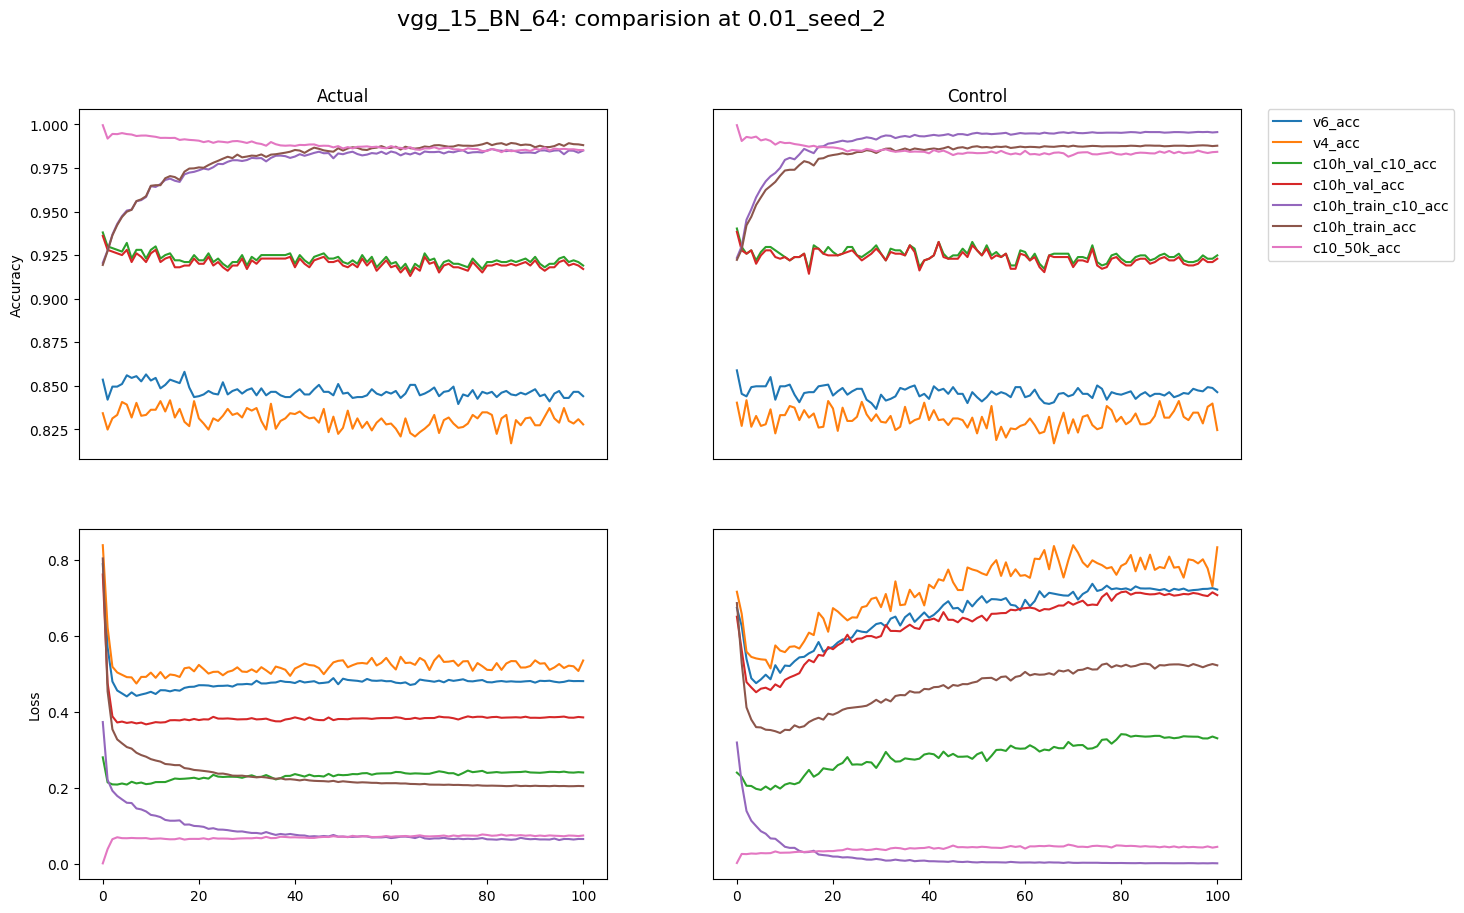 vgg_15_BN_64: comparision at 0.01_seed_2
Actual
Control
Accuracy
1.000
0.975
0.950
0.925
0.900
0.875
0.850
0.825
v6_acc
v4_acc
c10h_val_c10_acc
c10h_val_acc
c10h_train_c10_acc
c10h_train_acc
c10_50k_acc
Loss
0.8
0.6
0.4
0.2
0.0
0 20 40 60 80 100
0 20 40 60 80 100